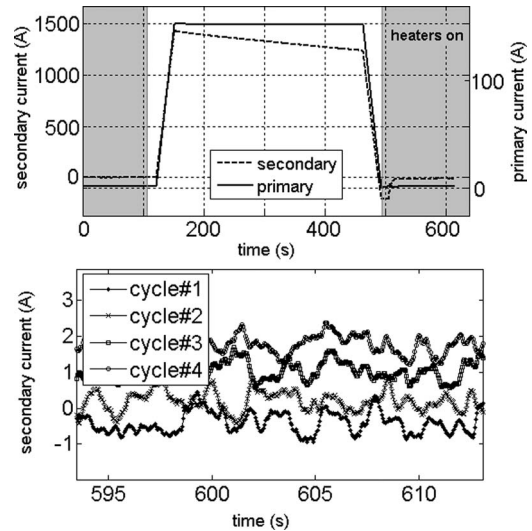 1500
1000
500
0
secondary current (A)
heaters on
100
0
primary current (A)
secondary
primary
0
200
400
600
time (s)
3
2
1
0
-1
secondary current (A)
cycle#1
cycle#2
cycle#3
cycle#4
595
600
605
610
time (s)